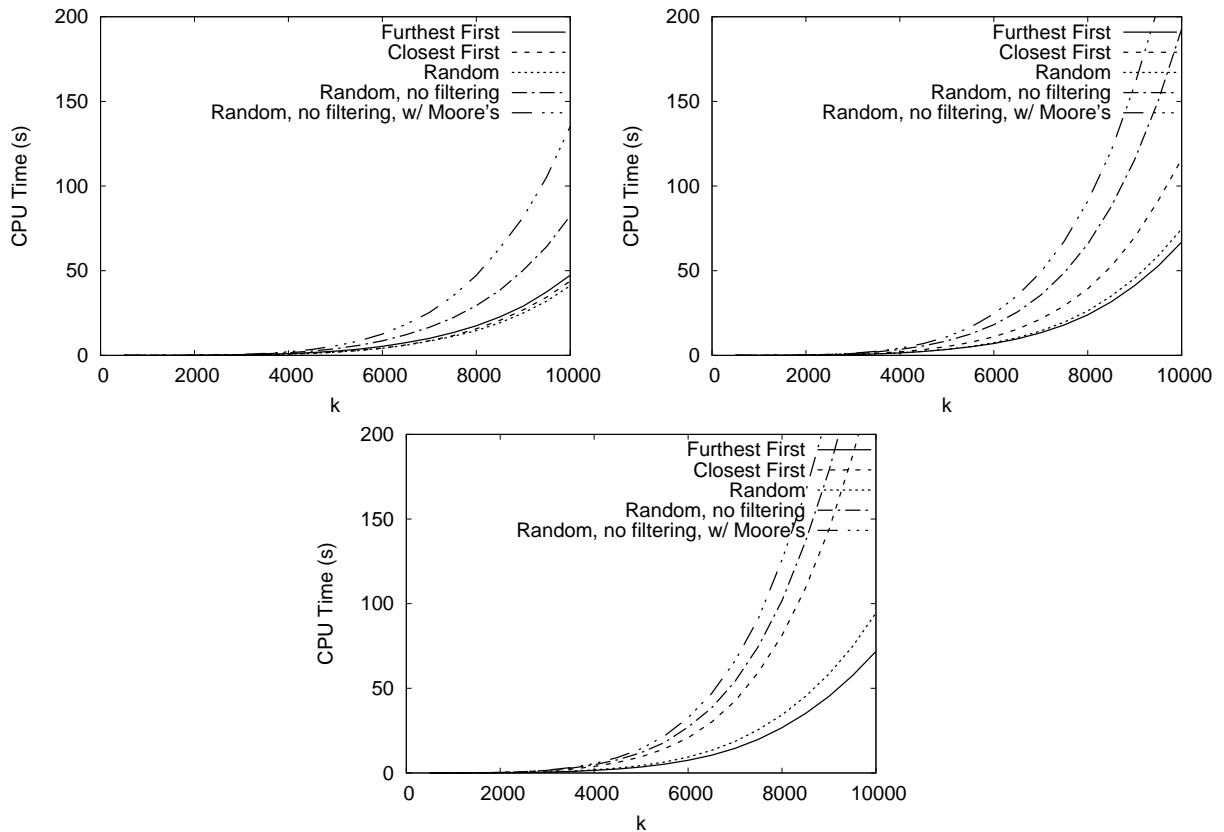 200
150
100
50
0
CPU Time (s)
Furthest First
Closest First
Random
Random, no filtering
Random, no filtering, w/ Moore's
0 2000 4000 6000 8000 10000
k
200
150
100
50
0
CPU Time (s)
Furthest First
Closest First
Random
Random, no filtering
Random, no filtering, w/ Moore's
0 2000 4000 6000 8000 10000
k
200
150
100
50
0
CPU Time (s)
Furthest First
Closest First
Random
Random, no filtering
Random, no filtering, w/ Moore's
0 2000 4000 6000 8000 10000
k